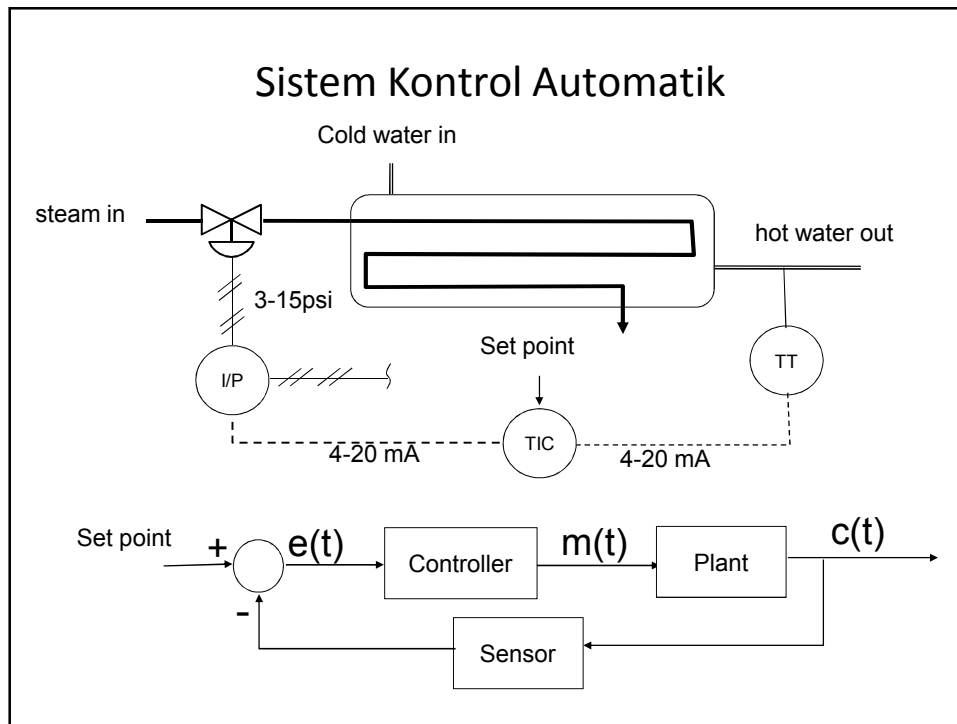 Sistem Kontrol Automatik
Cold water in
steam in
hot water out
3-15psi
Set point
I/P
TT
TIC
4-20 mA
4-20 mA
Set point
+
e(t)
Controller
m(t)
Plant
c(t)
-
Sensor